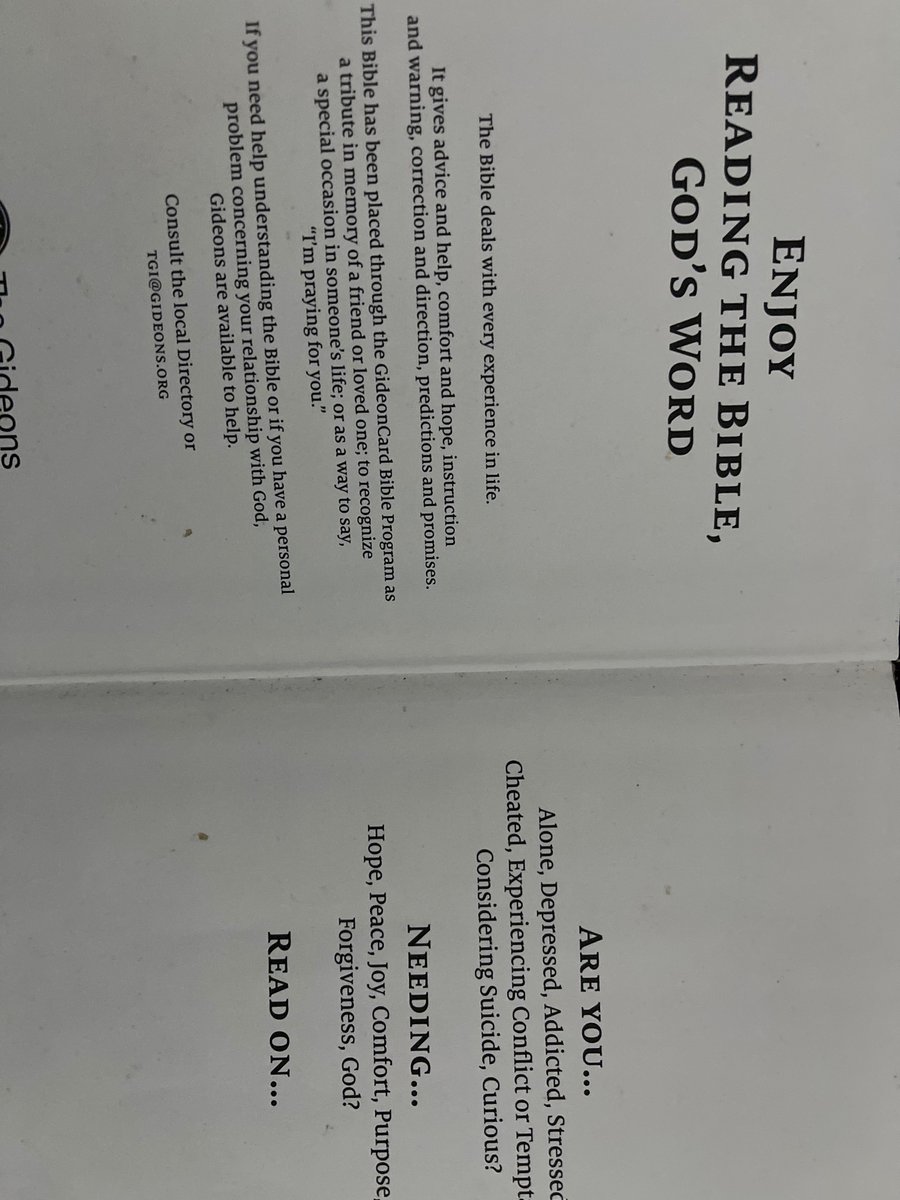 ENJOY
READING THE BIBLE,
GOD'S WORD
The Bible deals with every experience in life.
It gives advice and help, comfort and hope, instruction
and warning, correction and direction, predictions and promises.
This Bible has been placed through the GideonCard Bible Program as
a tribute in memory of a friend or loved one; to recognize
a special occasion in someone's life; or as a way to say,
"I'm praying for you."
If you need help understanding the Bible or if you have a personal
problem concerning your relationship with God,
Gideons are available to help.
Consult the local Directory or
TGI@GIDEONS.ORG
The Gideons
ARE YOU...
Alone, Depressed, Addicted, Stressed
Cheated, Experiencing Conflict or Tempt
Considering Suicide, Curious?
NEEDING...
Hope, Peace, Joy, Comfort, Purpose,
Forgiveness, God?
READ ON...